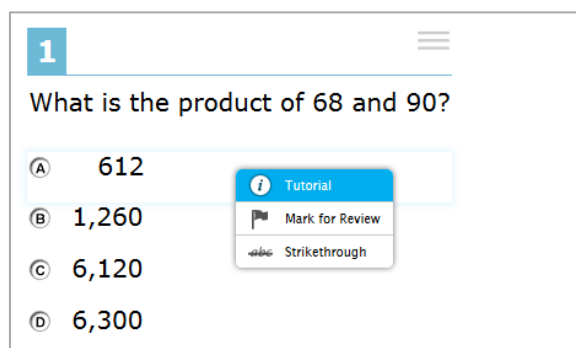 1
What is the product of 68 and 90?
A 612
B 1,260
C 6,120
D 6,300
i Tutorial
Mark for Review
abc Strikethrough